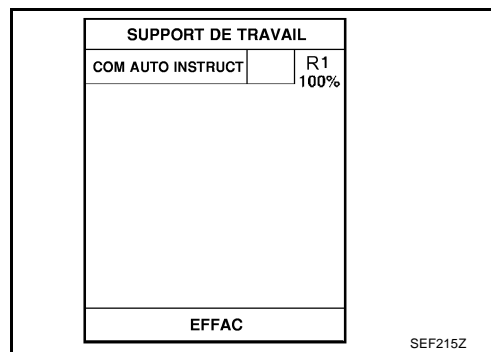 SUPPORT DE TRAVAIL
COM AUTO INSTRUCT R1
100%
EFFAC
SEF215Z